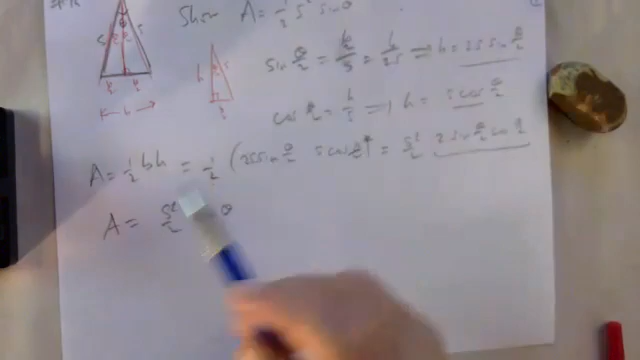 Show A = 1/2 s² sinθ
sin θ/2 = b/2 / s = b/2s ⇒ b = 2s sin θ/2
cos θ/2 = h/s ⇒ h = s cos θ/2
A = 1/2 bh = 1/2 (2s sin θ/2 s cos θ/2) = s²/2 2 sin θ/2 cos θ/2
A = s²/2 θ